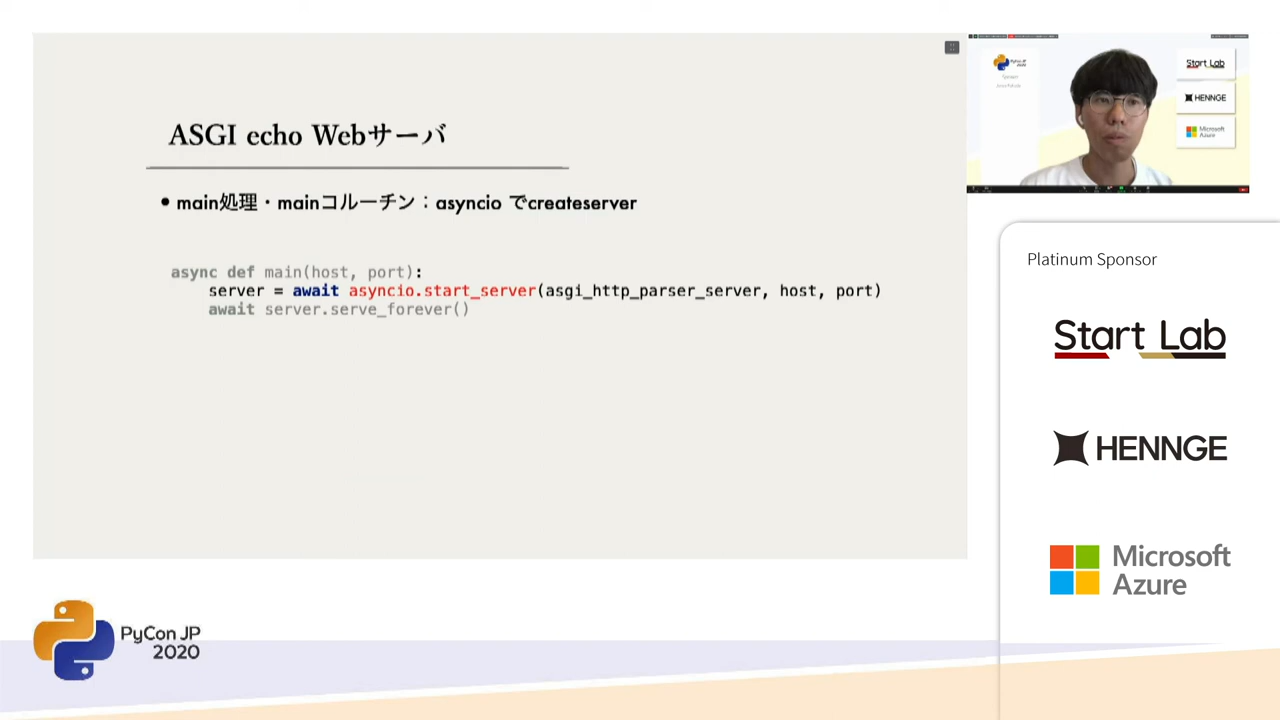 ASGI echo Webサーバ
• main処理・mainコルーチン：asyncio でcreateserver
async def main(host, port):
server = await asyncio.start_server(asgi_http_parser_server, host, port)
await server.serve_forever()
PyCon JP
2020
Start Lab
HENNGE
Microsoft
Azure
Platinum Sponsor
Start Lab
HENNGE
Microsoft
Azure
PyCon JP
2020